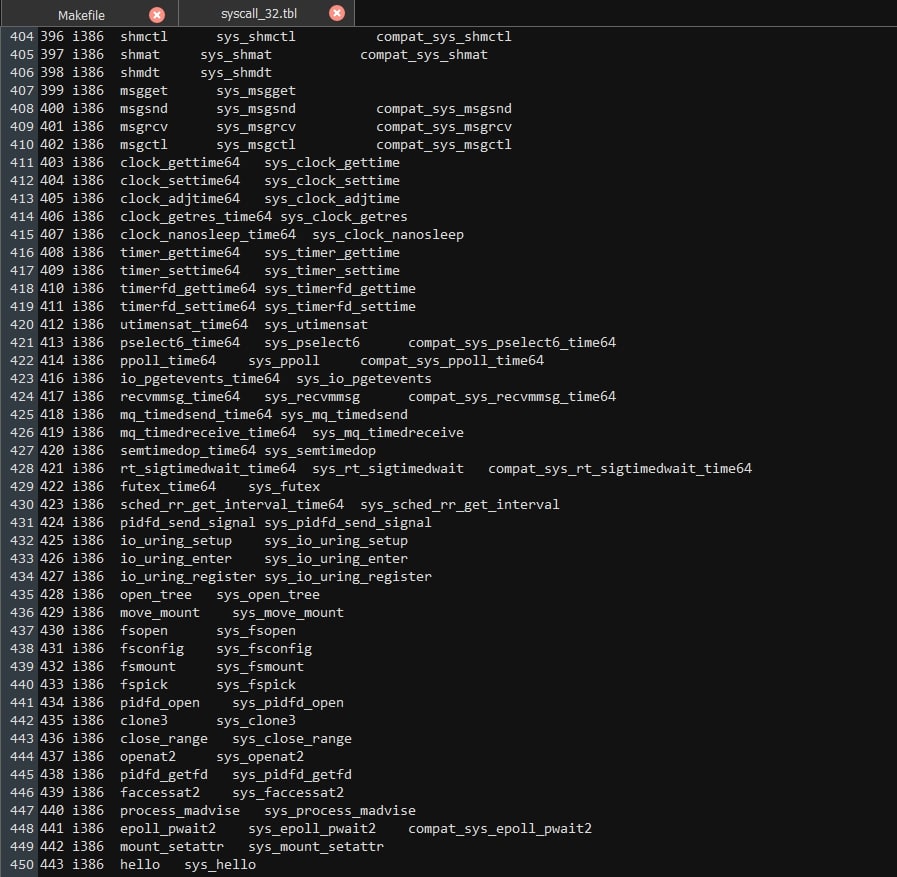 Makefile syscall_32.tbl
404 396 i386 shmctl sys_shmctl compat_sys_shmctl
405 397 i386 shmat sys_shmat compat_sys_shmat
406 398 i386 shmdt sys_shmdt
407 399 i386 msgget sys_msgget
408 400 i386 msgsnd sys_msgsnd compat_sys_msgsnd
409 401 i386 msgrcv sys_msgrcv compat_sys_msgrcv
410 402 i386 msgctl sys_msgctl compat_sys_msgctl
411 403 i386 clock_gettime64 sys_clock_gettime
412 404 i386 clock_settime64 sys_clock_settime
413 405 i386 clock_adjtime64 sys_clock_adjtime
414 406 i386 clock_getres_time64 sys_clock_getres
415 407 i386 clock_nanosleep_time64 sys_clock_nanosleep
416 408 i386 timer_gettime64 sys_timer_gettime
417 409 i386 timer_settime64 sys_timer_settime
418 410 i386 timerfd_gettime64 sys_timerfd_gettime
419 411 i386 timerfd_settime64 sys_timerfd_settime
420 412 i386 utimensat_time64 sys_utimensat
421 413 i386 pselect6_time64 sys_pselect6 compat_sys_pselect6_time64
422 414 i386 ppoll_time64 sys_ppoll compat_sys_ppoll_time64
423 416 i386 io_pgetevents_time64 sys_io_pgetevents
424 417 i386 recvmmsg_time64 sys_recvmmsg compat_sys_recvmmsg_time64
425 418 i386 mq_timedsend_time64 sys_mq_timedsend
426 419 i386 mq_timedreceive_time64 sys_mq_timedreceive
427 420 i386 semtimedop_time64 sys_semtimedop
428 421 i386 rt_sigtimedwait_time64 sys_rt_sigtimedwait compat_sys_rt_sigtimedwait_time64
429 422 i386 futex_time64 sys_futex
430 423 i386 sched_rr_get_interval_time64 sys_sched_rr_get_interval
431 424 i386 pidfd_send_signal sys_pidfd_send_signal
432 425 i386 io_uring_setup sys_io_uring_setup
433 426 i386 io_uring_enter sys_io_uring_enter
434 427 i386 io_uring_register sys_io_uring_register
435 428 i386 open_tree sys_open_tree
436 429 i386 move_mount sys_move_mount
437 430 i386 fsopen sys_fsopen
438 431 i386 fsconfig sys_fsconfig
439 432 i386 fsmount sys_fsmount
440 433 i386 fspick sys_fspick
441 434 i386 pidfd_open sys_pidfd_open
442 435 i386 clone3 sys_clone3
443 436 i386 close_range sys_close_range
444 437 i386 openat2 sys_openat2
445 438 i386 pidfd_getfd sys_pidfd_getfd
446 439 i386 faccessat2 sys_faccessat2
447 440 i386 process_madvise sys_process_madvise
448 441 i386 epoll_pwait2 sys_epoll_pwait2 compat_sys_epoll_pwait2
449 442 i386 mount_setattr sys_mount_setattr
450 443 i386 hello sys_hello